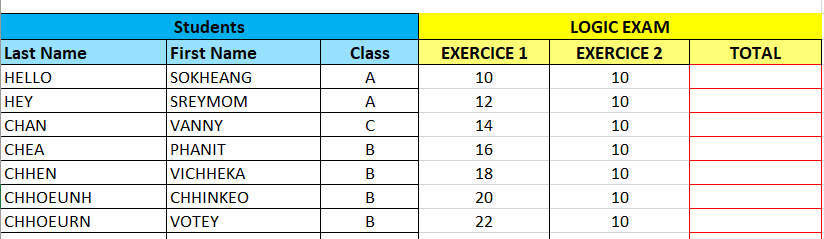 Students LOGIC EXAM
Last Name First Name Class EXERCICE 1 EXERCICE 2 TOTAL
HELLO SOKHEANG A 10 10
HEY SREYMOM A 12 10
CHAN VANNY C 14 10
CHEA PHANIT B 16 10
CHHEN VICHHEKA B 18 10
CHHOEUNH CHHINKEO B 20 10
CHHOEURN VOTEY B 22 10